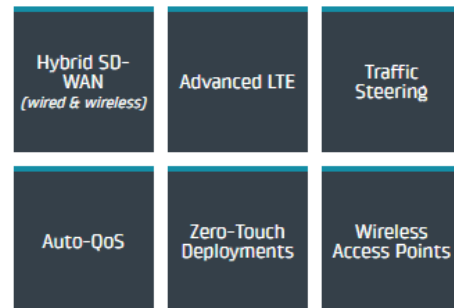 Hybrid SD-
WAN
(wired & wireless)
Advanced LTE
Traffic
Steering
Auto-QoS
Zero-Touch
Deployments
Wireless
Access Points